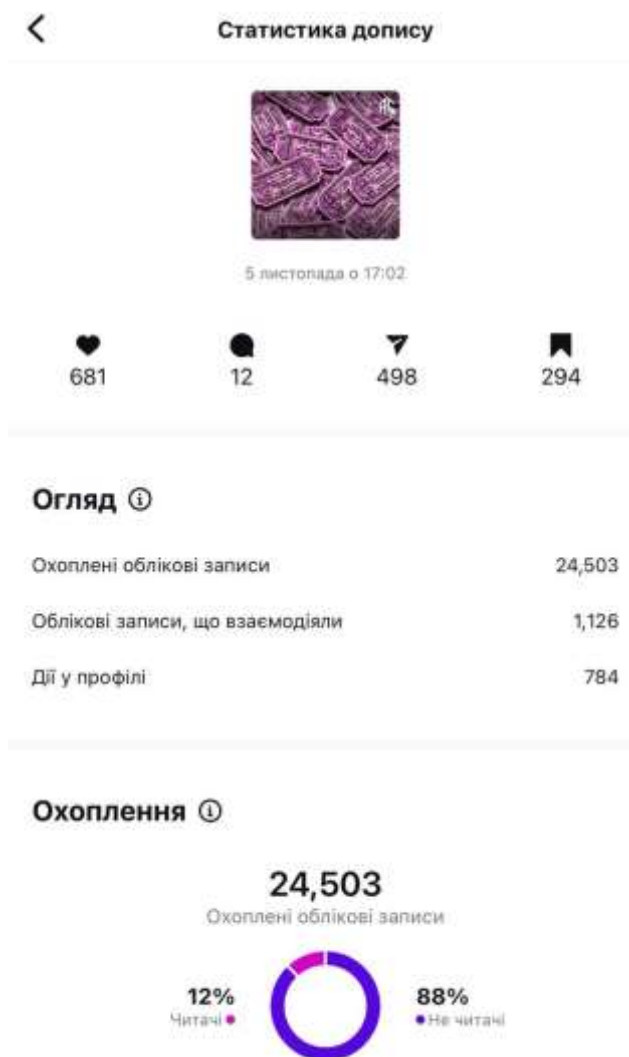 Статистика допису
5 листопада о 17:02
681 12 498 294
Огляд
Охоплені облікові записи 24,503
Облікові записи, що взаємодіяли 1,126
Дії у профілі 784
Охоплення
24,503
Охоплені облікові записи
12% 88%
Читачі Не читачі